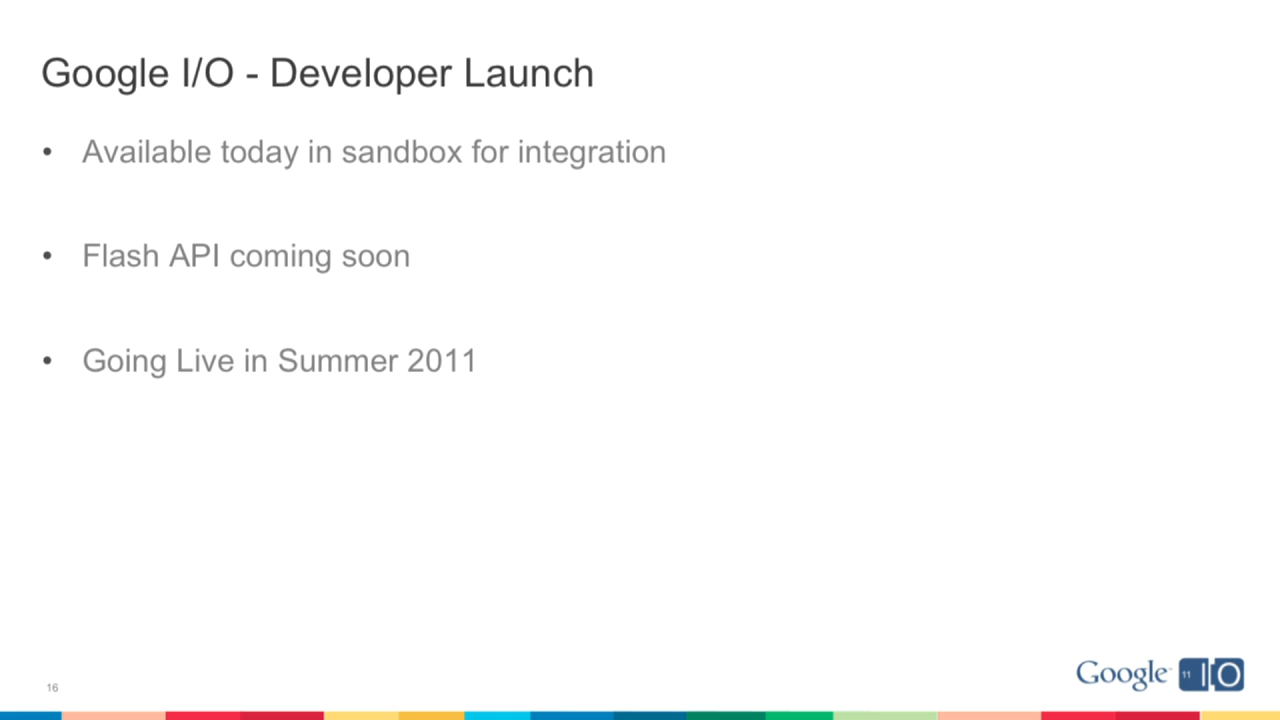 Google I/O - Developer Launch
• Available today in sandbox for integration
• Flash API coming soon
• Going Live in Summer 2011
16
Google 11 IO